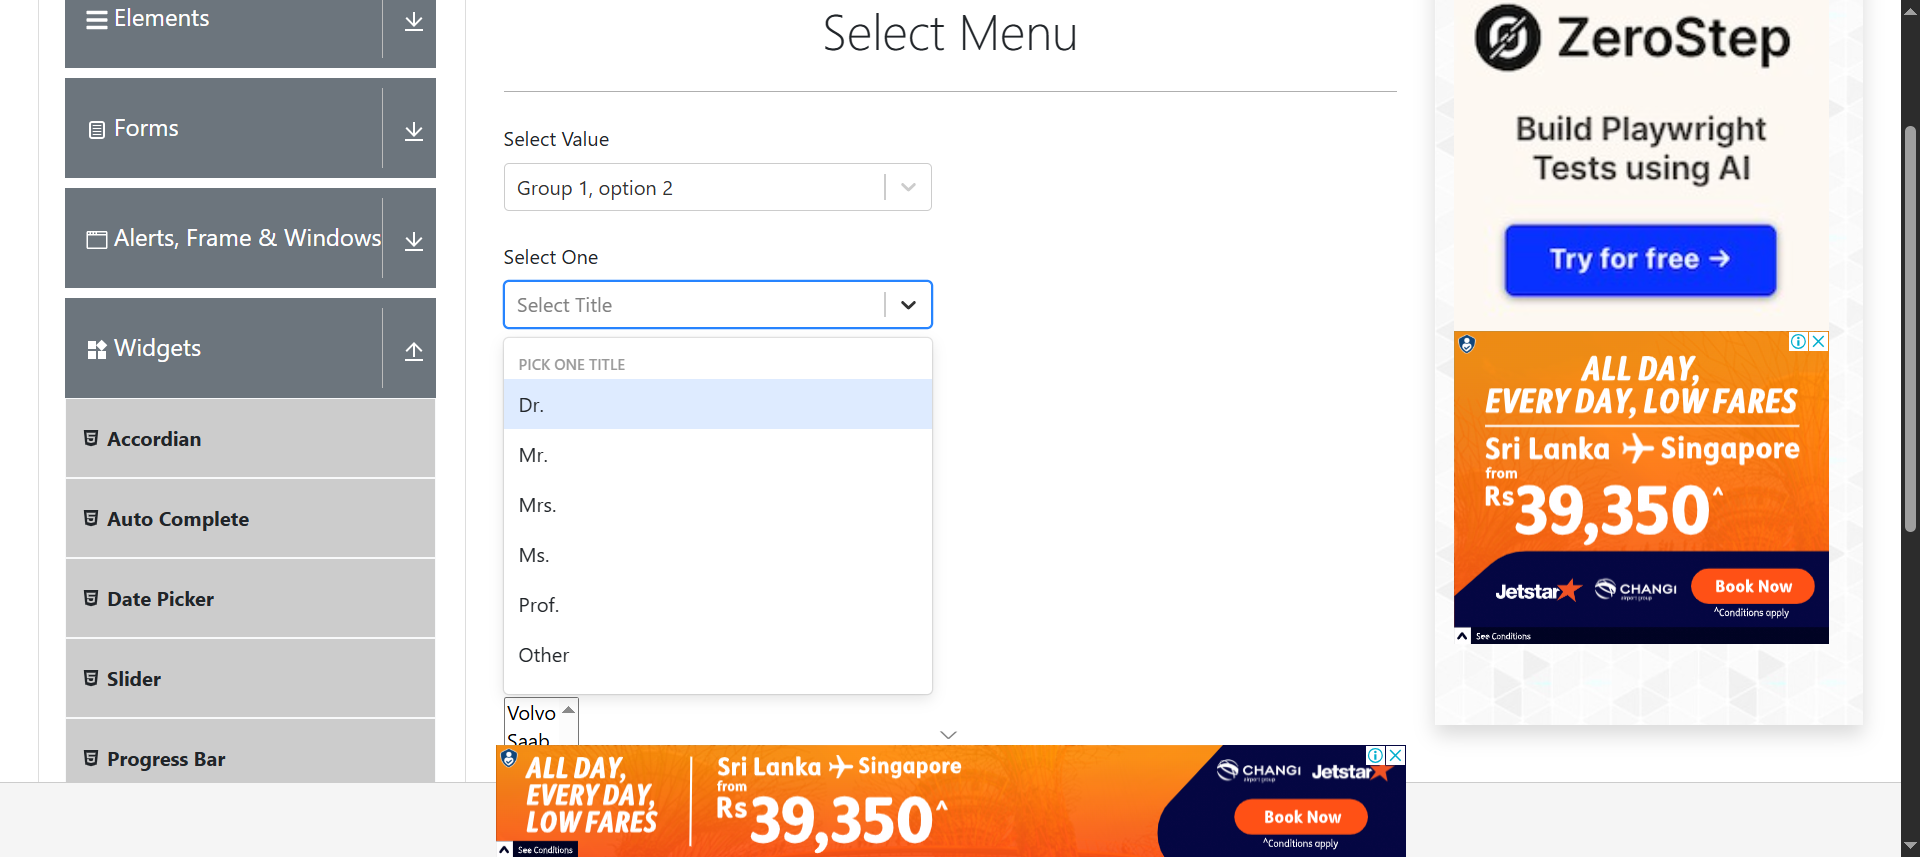 Elements
Forms
Alerts, Frame & Windows
Widgets
Accordian
Auto Complete
Date Picker
Slider
Progress Bar
Select Menu
Select Value
Group 1, option 2
Select One
Select Title
PICK ONE TITLE
Dr.
Mr.
Mrs.
Ms.
Prof.
Other
Volvo
Saab
ZeroStep
Build Playwright
Tests using AI
Try for free →
ALL DAY,
EVERY DAY, LOW FARES
Sri Lanka Singapore
from
Rs39,350^
Jetstar CHANGI airport group Book Now
^Conditions apply
See Conditions
ALL DAY,
EVERY DAY,
LOW FARES
Sri Lanka Singapore
from
Rs39,350^
CHANGI airport group Jetstar
Book Now
^Conditions apply
See Conditions